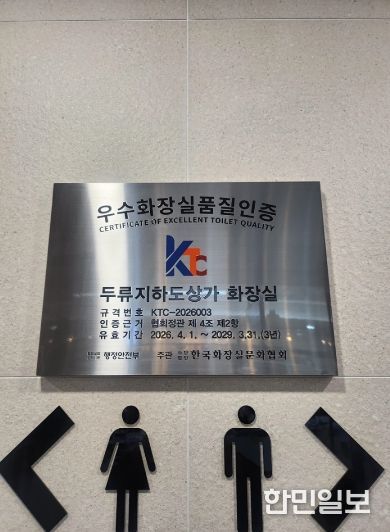 우수화장실품질인증
CERTIFICATE OF EXCELLENT TOILET QUALITY
KTC
두류지하도상가 화장실
규격번호 KTC-2026003
인증근거 협회정관 제 4조 제2항
유효기간 2026. 4. 1. ~ 2029. 3.31.(3년)
행정안전부 주관 한국화장실문화협회
한민일보